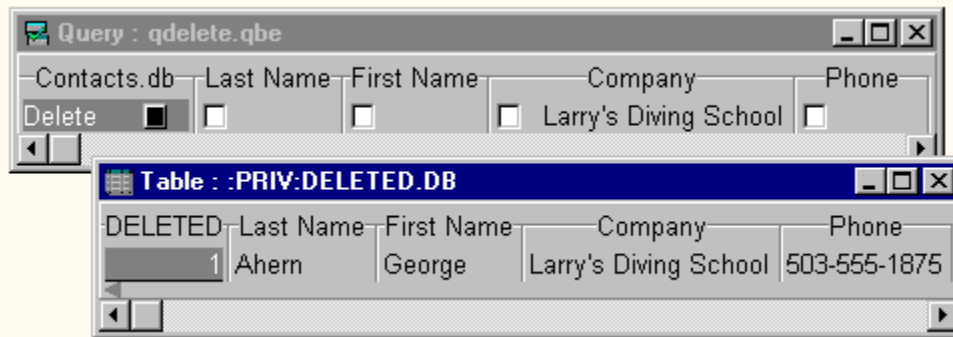 Query : qdelete.qbe
Contacts.db Last Name First Name Company Phone
Delete Larry's Diving School
Table : :PRIV:DELETED.DB
DELETED Last Name First Name Company Phone
1 Ahern George Larry's Diving School 503-555-1875